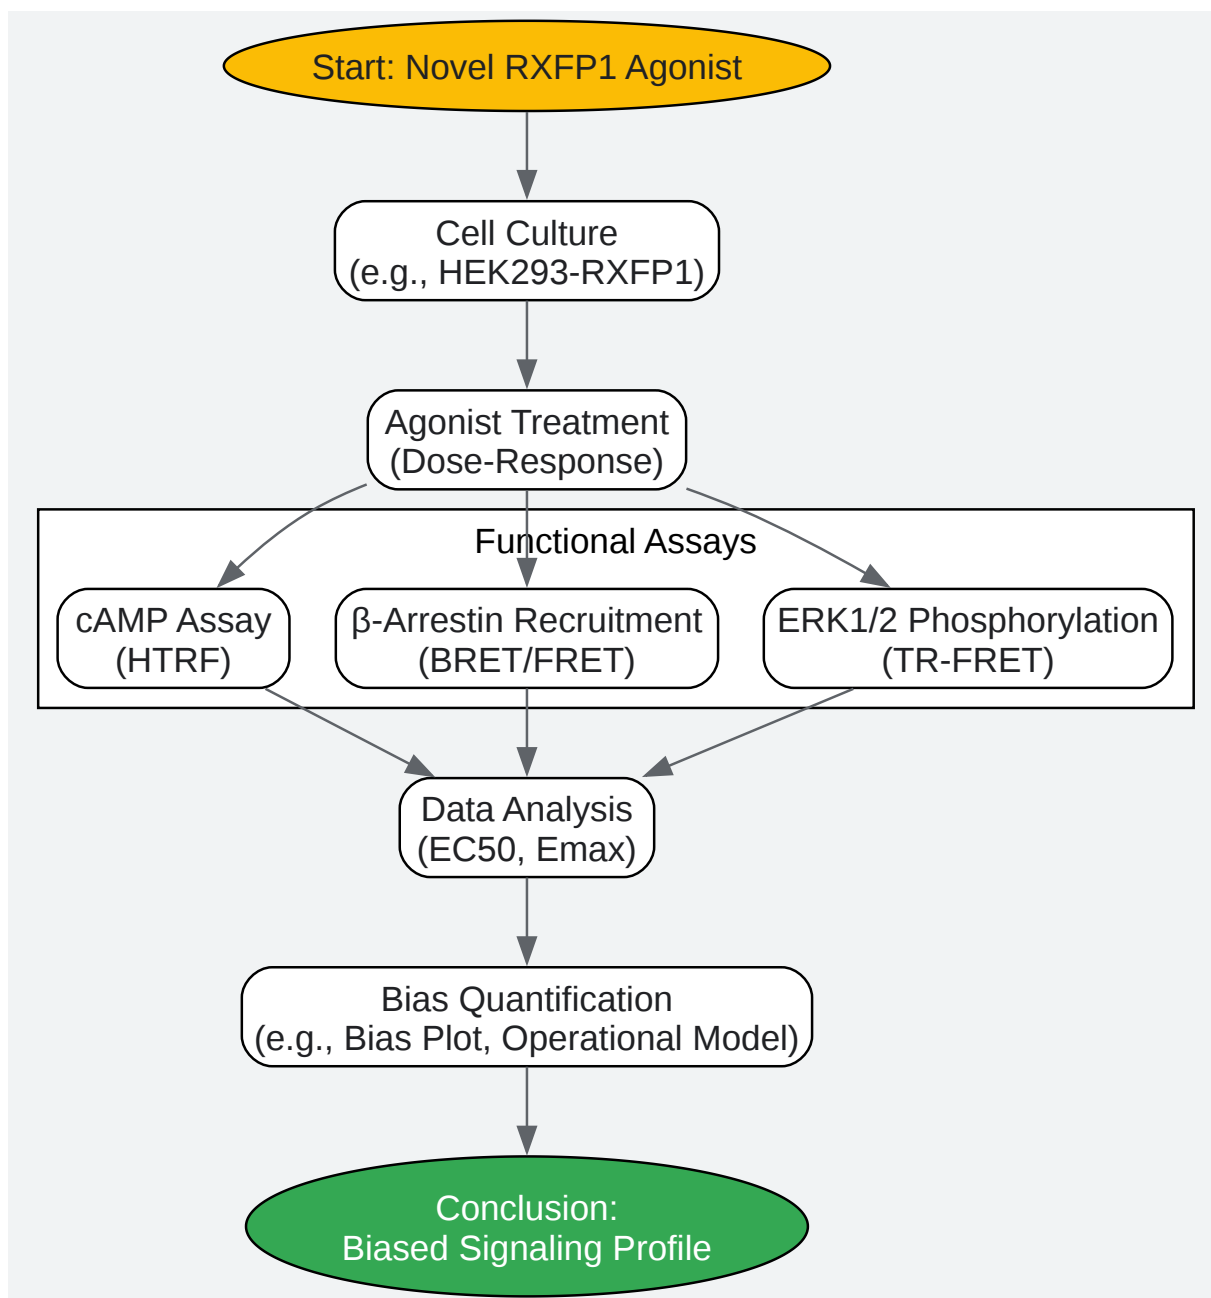 Start: Novel RXFP1 Agonist
Cell Culture
(e.g., HEK293-RXFP1)
Agonist Treatment
(Dose-Response)
Functional Assays
cAMP Assay
(HTRF)
β-Arrestin Recruitment
(BRET/FRET)
ERK1/2 Phosphorylation
(TR-FRET)
Data Analysis
(EC50, Emax)
Bias Quantification
(e.g., Bias Plot, Operational Model)
Conclusion:
Biased Signaling Profile